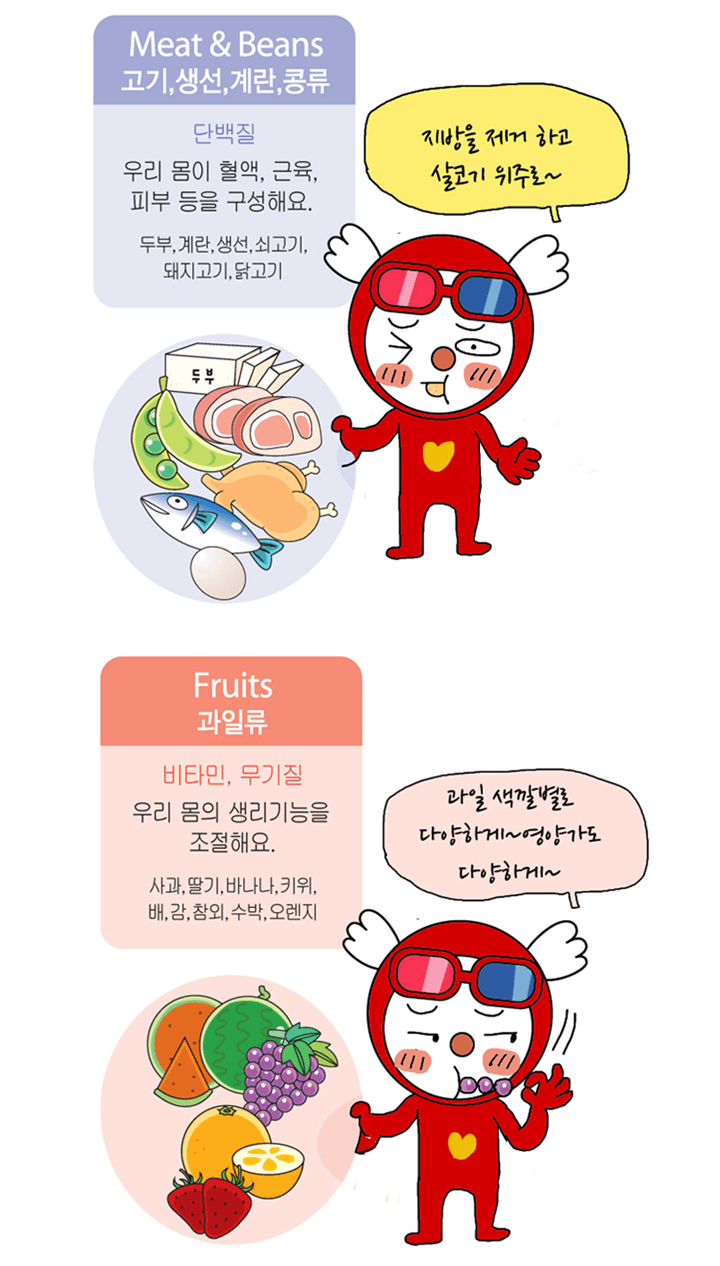 Meat & Beans
고기,생선,계란,콩류
단백질
우리 몸이 혈액, 근육,
피부 등을 구성해요.
두부,계란,생선,쇠고기,
돼지고기,닭고기
지방을 제거 하고
살코기 위주로~
두부
Fruits
과일류
비타민, 무기질
우리 몸의 생리기능을
조절해요.
사과,딸기,바나나,키위,
배,감,참외,수박,오렌지
과일 색깔별로
다양하게~영양가도
다양하게~